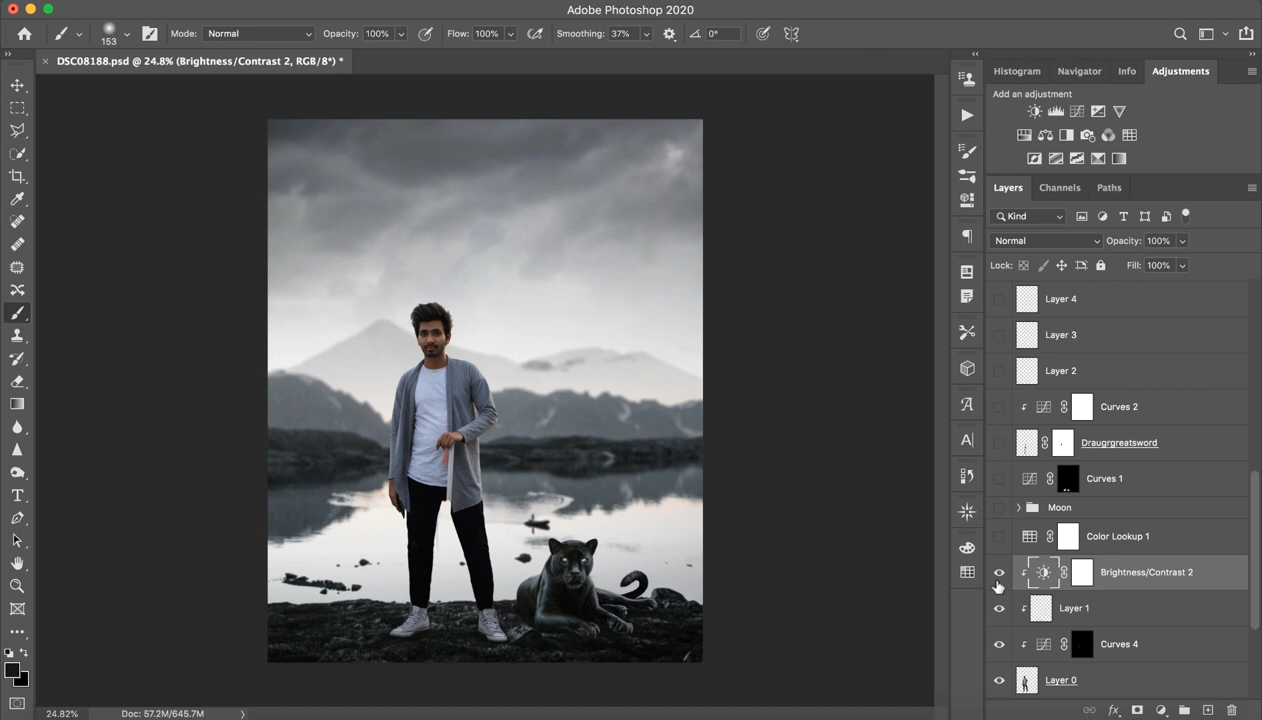 Adobe Photoshop 2020
153 Mode: Normal Opacity: 100% Flow: 100% Smoothing: 37% 0°
DSC08188.psd @ 24.8% (Brightness/Contrast 2, RGB/8*) *
Histogram Navigator Info Adjustments
Add an adjustment
Layers Channels Paths
Kind
Normal Opacity: 100%
Lock: Fill: 100%
Layer 4
Layer 3
Layer 2
Curves 2
Draugrgreatsword
Curves 1
Moon
Color Lookup 1
Brightness/Contrast 2
Layer 1
Curves 4
Layer 0
24.82% Doc: 57.2M/645.7M